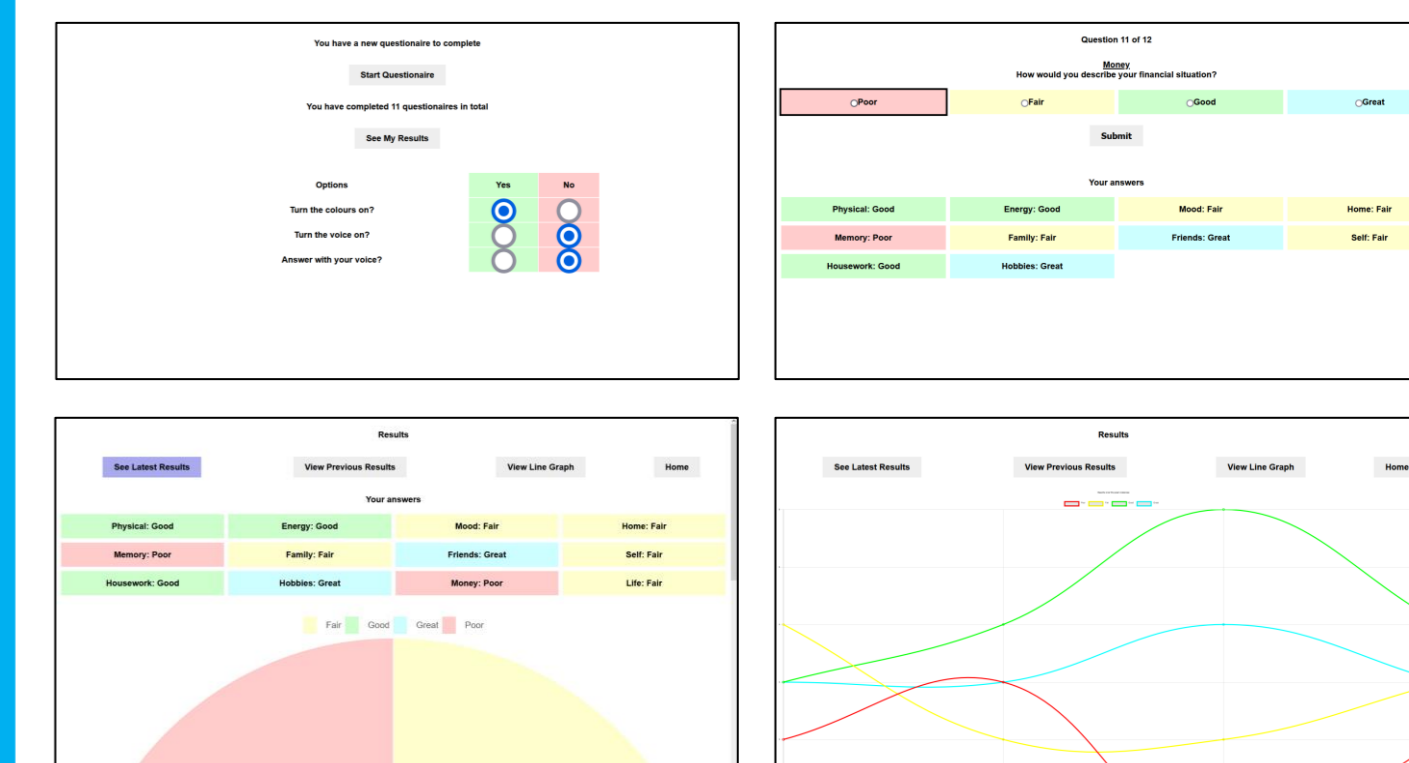 You have a new questionaire to complete
Start Questionaire
You have completed 11 questionaires in total
See My Results
Options Yes No
Turn the colours on?
Turn the voice on?
Answer with your voice?
Question 11 of 12
Money
How would you describe your financial situation?
Poor Fair Good Great
Submit
Your answers
Physical: Good Energy: Good Mood: Fair Home: Fair
Memory: Poor Family: Fair Friends: Great Self: Fair
Housework: Good Hobbies: Great
Results
See Latest Results View Previous Results View Line Graph Home
Your answers
Physical: Good Energy: Good Mood: Fair Home: Fair
Memory: Poor Family: Fair Friends: Great Self: Fair
Housework: Good Hobbies: Great Money: Poor Life: Fair
Fair Good Great Poor
Results
See Latest Results View Previous Results View Line Graph Home